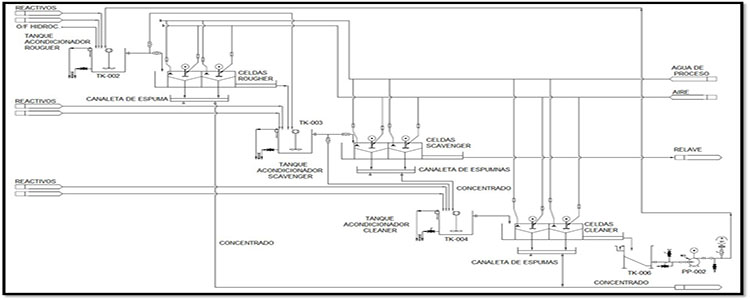 REACTIVOS
O/F HIDROC.
TANQUE
ACONDICIONADOR
ROUGUER
TK-002
CELDAS
ROUGHER
AGUA DE
PROCESO
AIRE
CANALETA DE ESPUMA
REACTIVOS
TK-003
CELDAS
SCAVENGER
RELAVE
TANQUE
ACONDICIONADOR
SCAVENGER
CANALETA DE ESPUMNAS
REACTIVOS
CONCENTRADO
TANQUE
ACONDICIONADOR
CLEANER
TK-004
CELDAS
CLEANER
CONCENTRADO
CANALETA DE ESPUMAS
TK-006
PP-002
CONCENTRADO